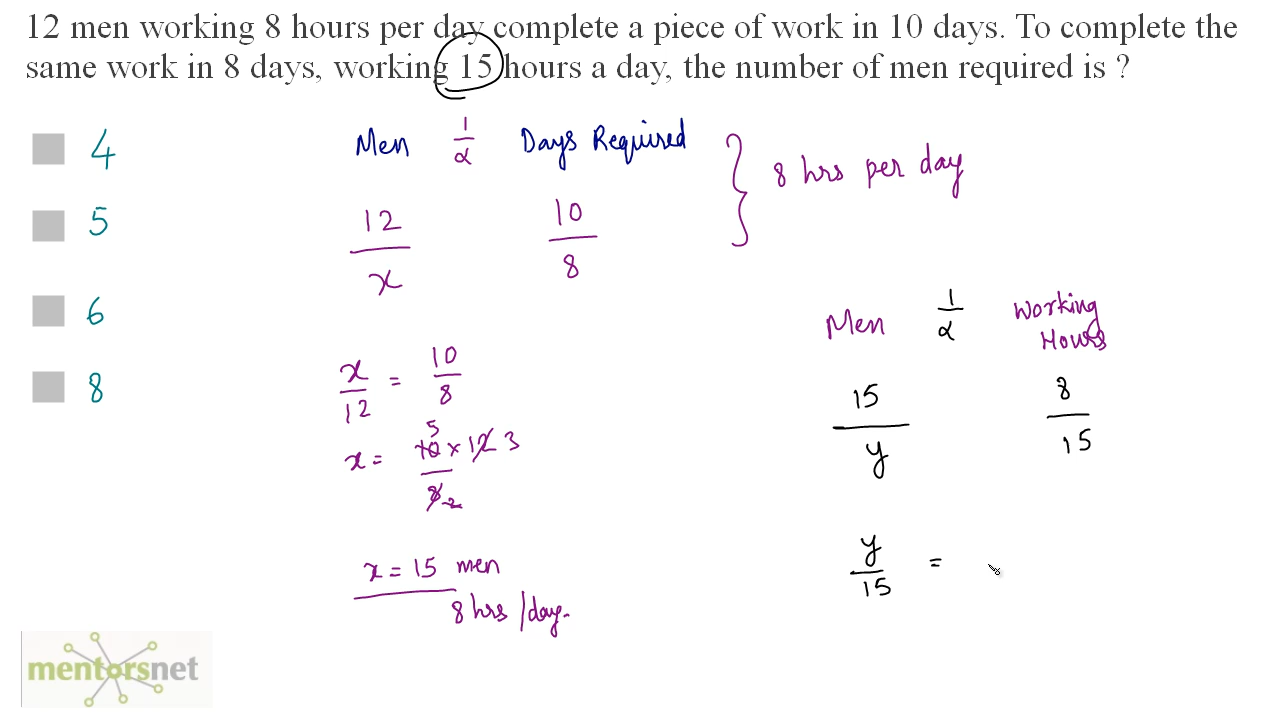 12 men working 8 hours per day complete a piece of work in 10 days. To complete the
same work in 8 days, working 15 hours a day, the number of men required is ?
4
5
6
8
Men 1/α Days Required
8 hrs per day
12/x 10/8
x/12 = 10/8
x = 10 5 × 12 3 / 8 2
x = 15 men
8 hrs /day.
Men 1/α Working Hours
15/y 8/15
y/15 =
mentorsnet